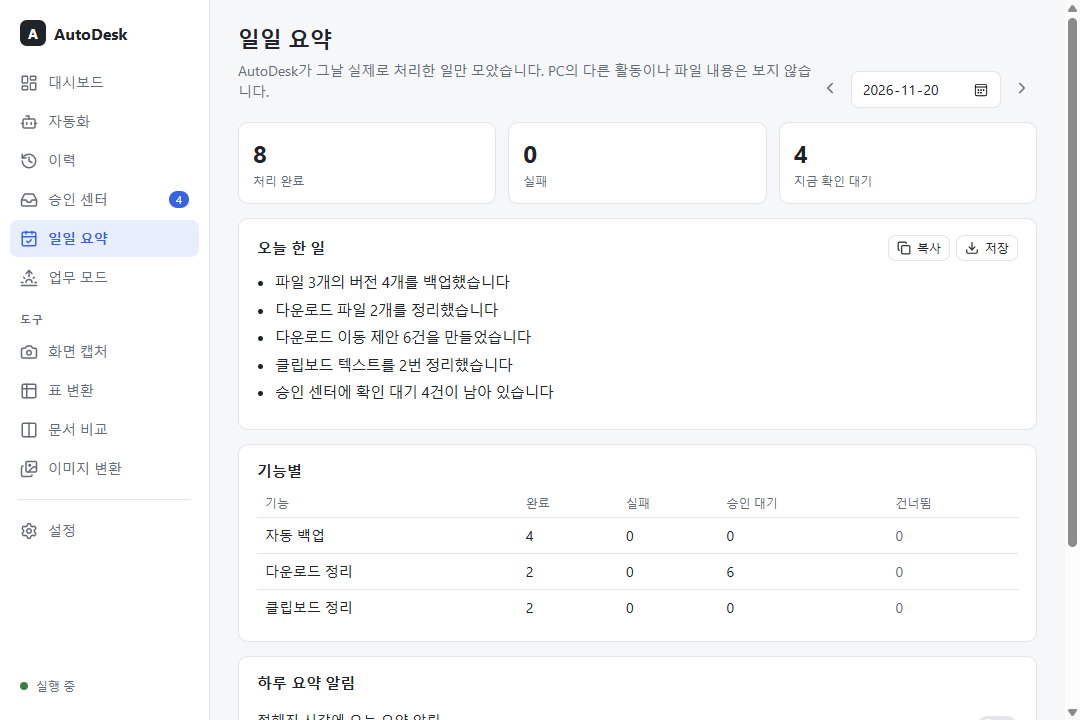 A AutoDesk
대시보드
자동화
이력
승인 센터 4
일일 요약
업무 모드
도구
화면 캡처
표 변환
문서 비교
이미지 변환
설정
실행 중
일일 요약
AutoDesk가 그날 실제로 처리한 일만 모았습니다. PC의 다른 활동이나 파일 내용은 보지 않습
니다.
2026-11-20
8
처리 완료
0
실패
4
지금 확인 대기
오늘 한 일
복사
저장
파일 3개의 버전 4개를 백업했습니다
다운로드 파일 2개를 정리했습니다
다운로드 이동 제안 6건을 만들었습니다
클립보드 텍스트를 2번 정리했습니다
승인 센터에 확인 대기 4건이 남아 있습니다
기능별
기능 완료 실패 승인 대기 건너뜀
자동 백업 4 0 0 0
다운로드 정리 2 0 6 0
클립보드 정리 2 0 0 0
하루 요약 알림
정해진 시각에 오늘 요약 알림